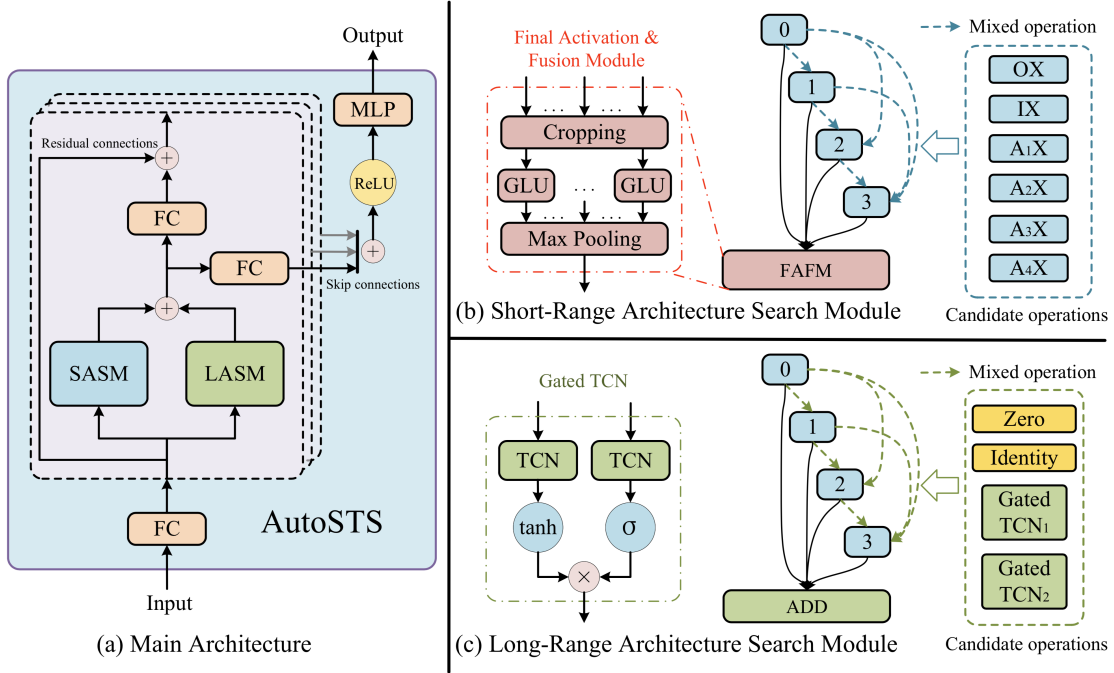 Output
MLP
ReLU
Residual connections
+
FC
FC
+
Skip connections
+
SASM
LASM
FC
AutoSTS
Input
(a) Main Architecture
Final Activation &
Fusion Module
... ...
Cropping
GLU
...
GLU
... ...
Max Pooling
0
1
2
3
FAFM
Mixed operation
OX
IX
A₁X
A₂X
A₃X
A₄X
Candidate operations
(b) Short-Range Architecture Search Module
Gated TCN
TCN
TCN
tanh
σ
×
0
1
2
3
ADD
Mixed operation
Zero
Identity
Gated
TCN₁
Gated
TCN₂
Candidate operations
(c) Long-Range Architecture Search Module